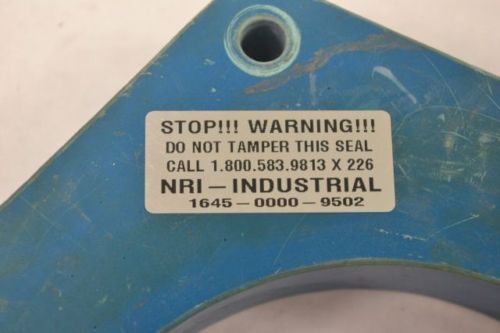 STOP!!! WARNING!!!
DO NOT TAMPER THIS SEAL
CALL 1.800.583.9813 X 226
NRI – INDUSTRIAL
1645 – 0000 – 9502